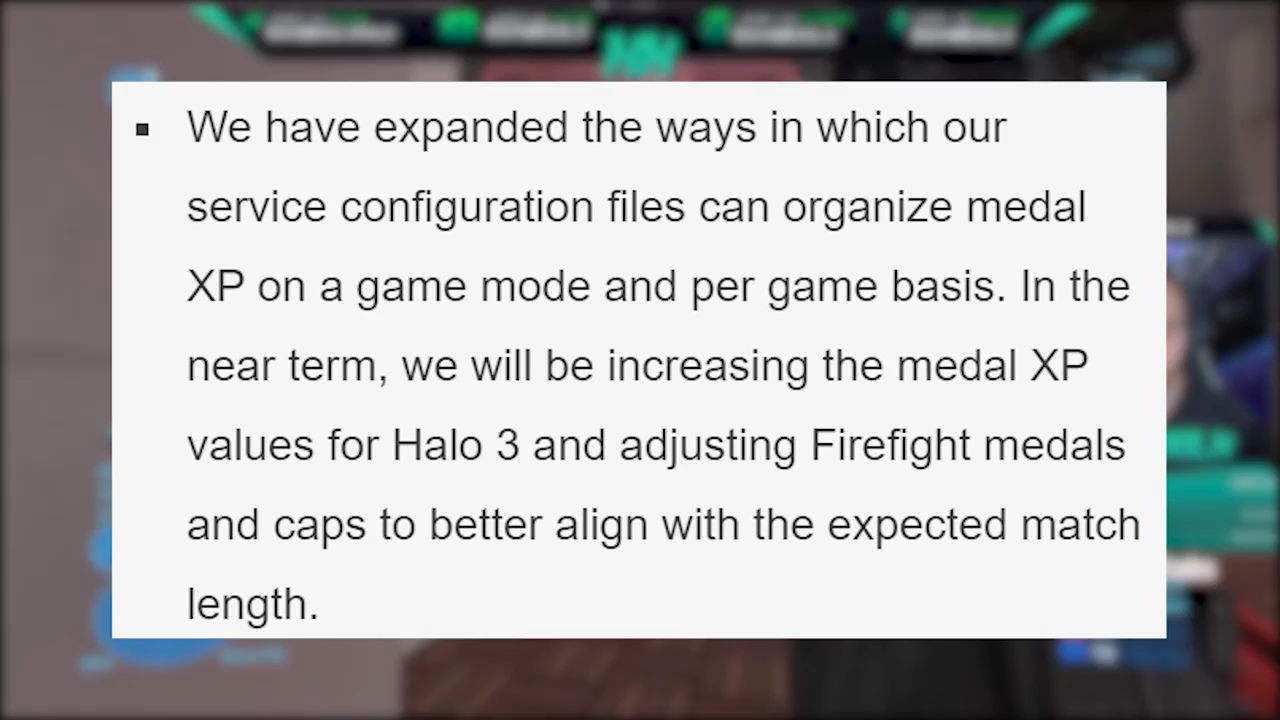 ▪ We have expanded the ways in which our
service configuration files can organize medal
XP on a game mode and per game basis. In the
near term, we will be increasing the medal XP
values for Halo 3 and adjusting Firefight medals
and caps to better align with the expected match
length.